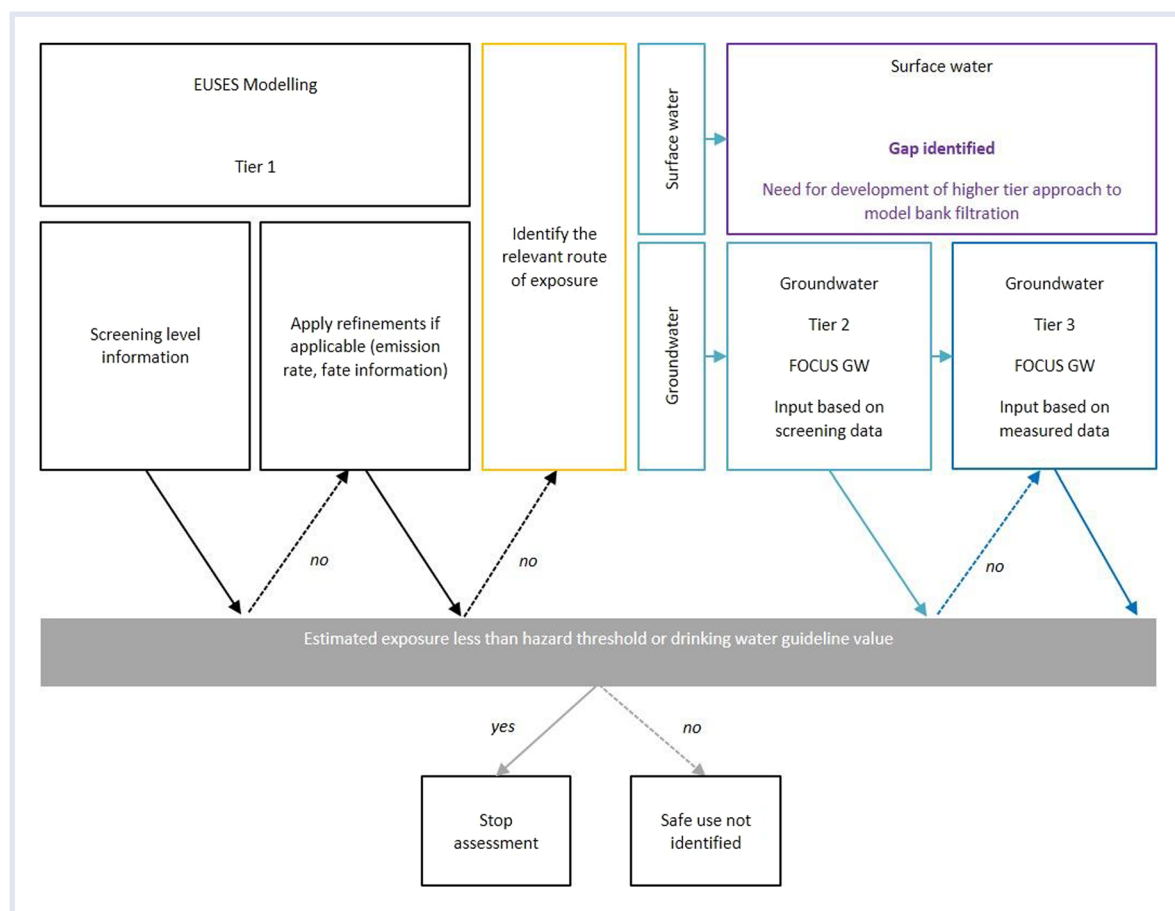 EUSES Modelling
Tier 1
Screening level
information
Apply refinements if
applicable (emission
rate, fate information)
Identify the
relevant route
of exposure
Surface water
Groundwater
Surface water
Gap identified
Need for development of higher tier approach to
model bank filtration
Groundwater
Tier 2
FOCUS GW
Input based on
screening data
Groundwater
Tier 3
FOCUS GW
Input based on
measured data
no
no
no
Estimated exposure less than hazard threshold or drinking water guideline value
yes
no
Stop
assessment
Safe use not
identified